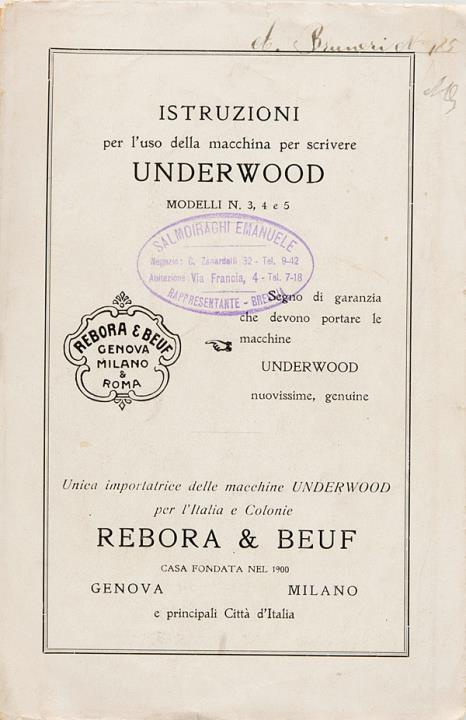 ISTRUZIONI
per l'uso della macchina per scrivere
UNDERWOOD
MODELLI N. 3, 4 e 5
SALMOIRAGHI EMANUELE
Negozio: C. Zanardelli 32 - Tel. 9-42
Abitazione: Via Francia, 4 - Tel. 7-18
RAPPRESENTANTE - BRESCIA
Segno di garanzia
che devono portare le
macchine
UNDERWOOD
nuovissime, genuine
REBORA & BEUF
GENOVA
MILANO
&
ROMA
Unica importatrice delle macchine UNDERWOOD
per l'Italia e Colonie
REBORA & BEUF
CASA FONDATA NEL 1900
GENOVA MILANO
e principali Città d'Italia